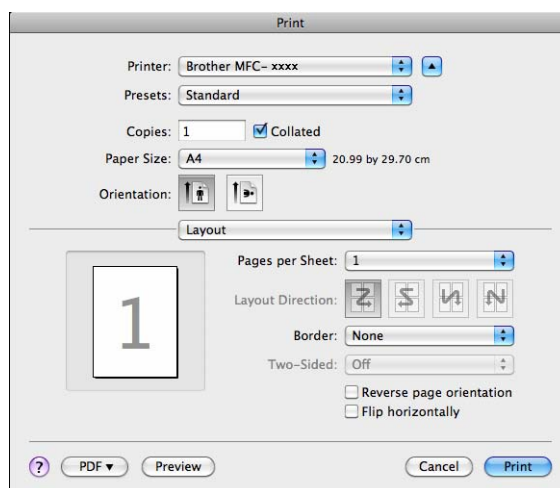 Print
Printer: Brother MFC- xxxx
Presets: Standard
Copies: 1 Collated
Paper Size: A4 20.99 by 29.70 cm
Orientation:
Layout
Pages per Sheet: 1
1
Layout Direction:
Border: None
Two-Sided: Off
Reverse page orientation
Flip horizontally
? PDF▼ Preview Cancel Print